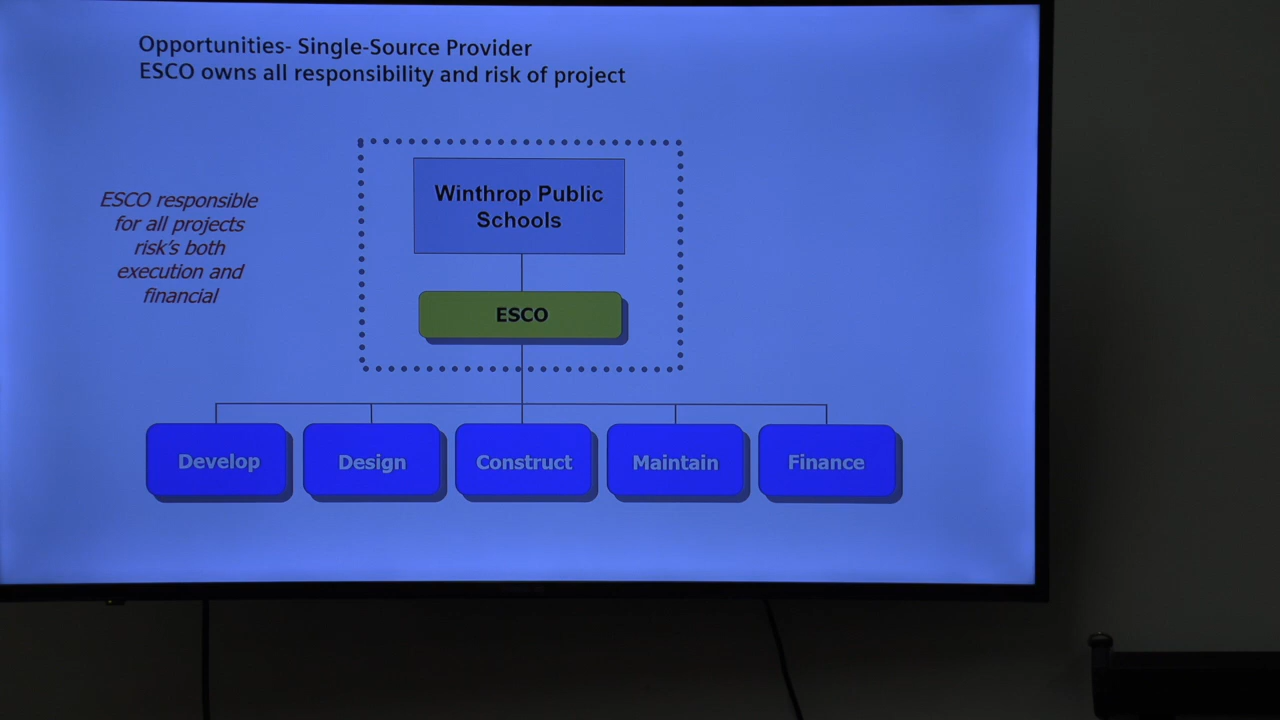 Opportunities- Single-Source Provider
ESCO owns all responsibility and risk of project
ESCO responsible
for all projects
risk's both
execution and
financial
Winthrop Public
Schools
ESCO
Develop
Design
Construct
Maintain
Finance